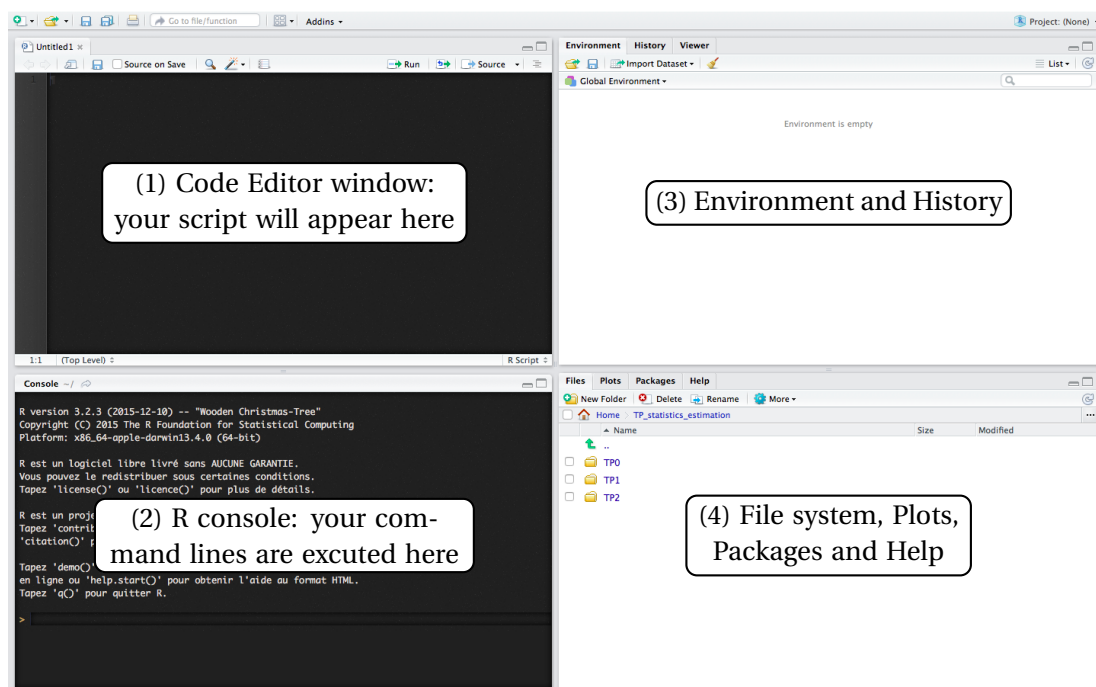 Go to file/function Addins Project: (None)
Untitled1
Source on Save Run Source
1
(1) Code Editor window:
your script will appear here
1:1 (Top Level) R Script
Environment History Viewer
Import Dataset List
Global Environment
Environment is empty
(3) Environment and History
Console ~/
R version 3.2.3 (2015-12-10) -- "Wooden Christmas-Tree"
Copyright (C) 2015 The R Foundation for Statistical Computing
Platform: x86_64-apple-darwin13.4.0 (64-bit)
R est un logiciel libre livré sans AUCUNE GARANTIE.
Vous pouvez le redistribuer sous certaines conditions.
Tapez 'license()' ou 'licence()' pour plus de détails.
R est un proje
Tapez 'contrib
'citation()' p
Tapez 'demo()'
en ligne ou 'help.start()' pour obtenir l'aide au format HTML.
Tapez 'q()' pour quitter R.
>
(2) R console: your com-
mand lines are excuted here
Files Plots Packages Help
New Folder Delete Rename More
Home TP_statistics_estimation ...
Name Size Modified
..
TP0
TP1
TP2
(4) File system, Plots,
Packages and Help